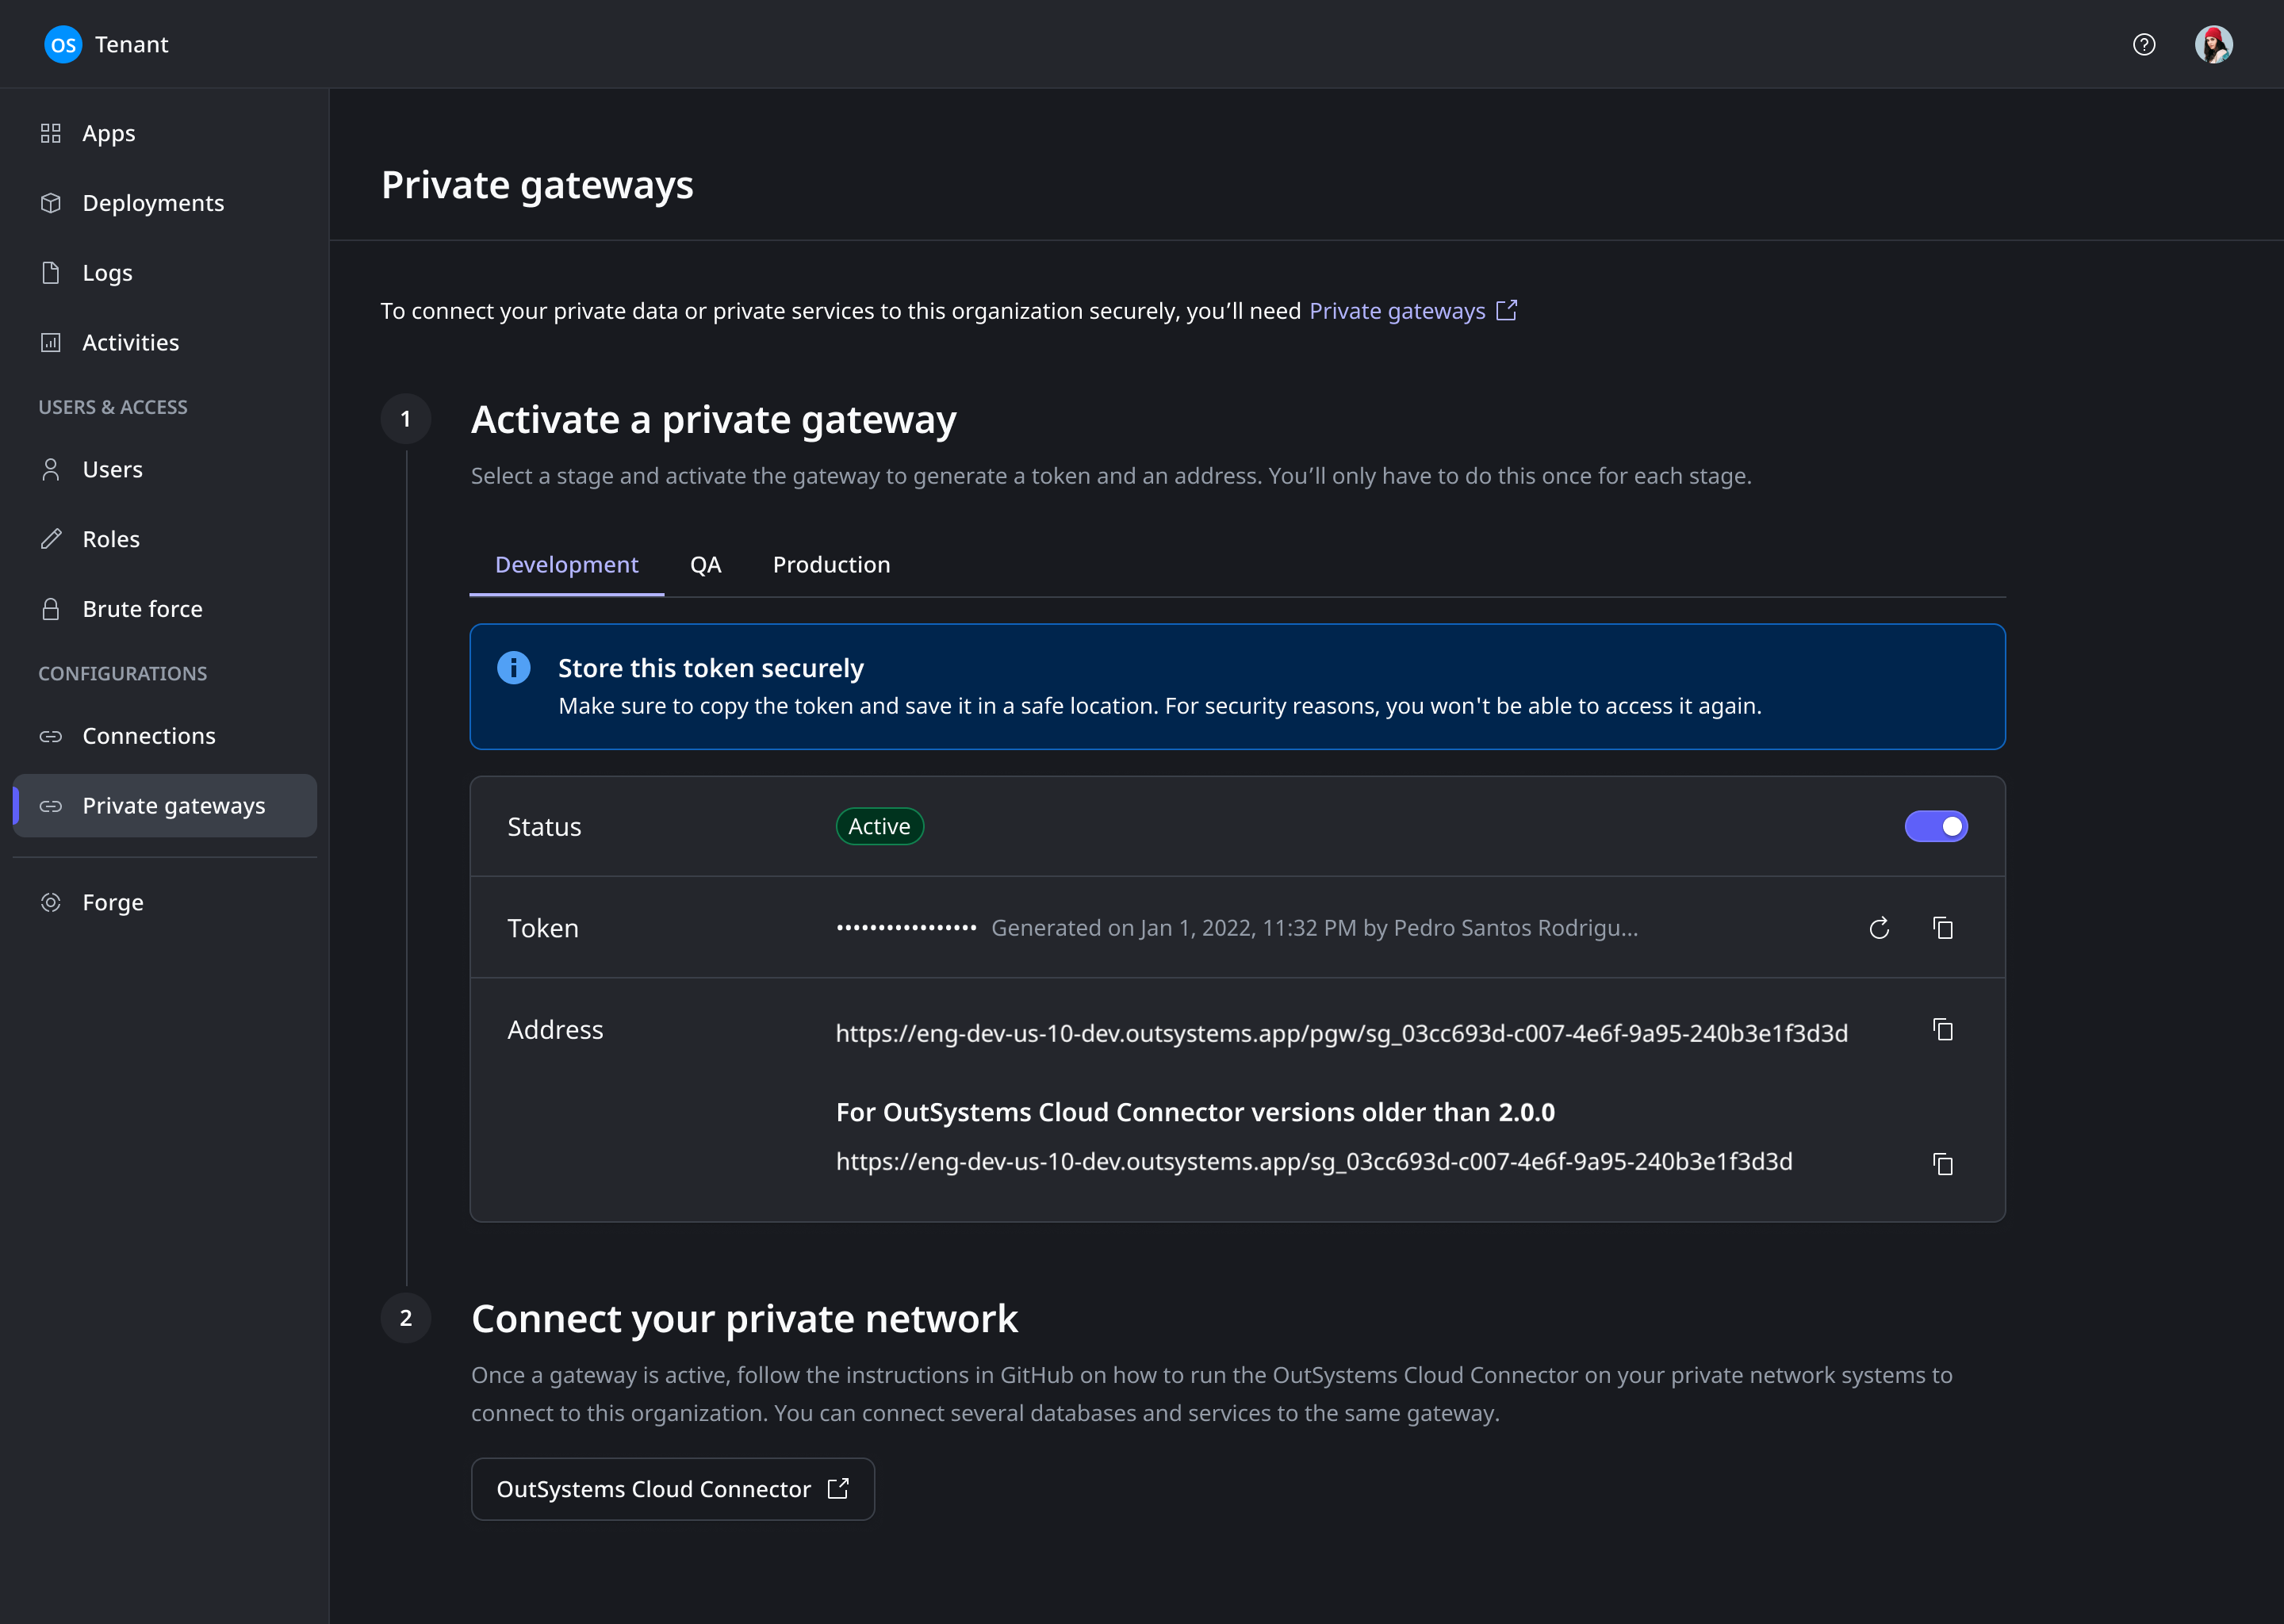 OS Tenant
Apps
Deployments
Logs
Activities
USERS & ACCESS
Users
Roles
Brute force
CONFIGURATIONS
Connections
Private gateways
Forge
Private gateways
To connect your private data or private services to this organization securely, you’ll need Private gateways
1 Activate a private gateway
Select a stage and activate the gateway to generate a token and an address. You’ll only have to do this once for each stage.
Development QA Production
Store this token securely
Make sure to copy the token and save it in a safe location. For security reasons, you won't be able to access it again.
Status Active
Token ••••••••••••••••• Generated on Jan 1, 2022, 11:32 PM by Pedro Santos Rodrigu...
Address https://eng-dev-us-10-dev.outsystems.app/pgw/sg_03cc693d-c007-4e6f-9a95-240b3e1f3d3d
For OutSystems Cloud Connector versions older than 2.0.0
https://eng-dev-us-10-dev.outsystems.app/sg_03cc693d-c007-4e6f-9a95-240b3e1f3d3d
2 Connect your private network
Once a gateway is active, follow the instructions in GitHub on how to run the OutSystems Cloud Connector on your private network systems to
connect to this organization. You can connect several databases and services to the same gateway.
OutSystems Cloud Connector